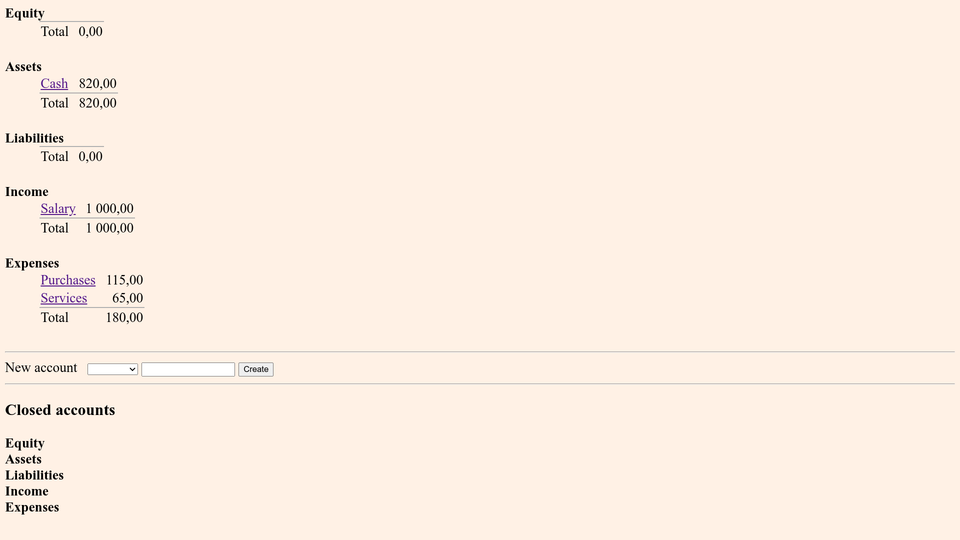 Equity
Total 0,00
Assets
Cash 820,00
Total 820,00
Liabilities
Total 0,00
Income
Salary 1 000,00
Total 1 000,00
Expenses
Purchases 115,00
Services 65,00
Total 180,00
New account Create
Closed accounts
Equity
Assets
Liabilities
Income
Expenses